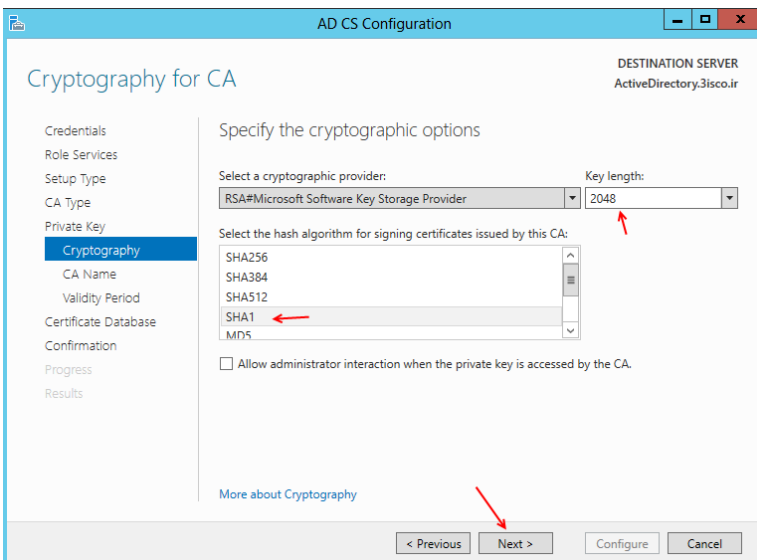 AD CS Configuration
Cryptography for CA
DESTINATION SERVER
ActiveDirectory.3isco.ir
Credentials
Role Services
Setup Type
CA Type
Private Key
Cryptography
CA Name
Validity Period
Certificate Database
Confirmation
Progress
Results
Specify the cryptographic options
Select a cryptographic provider:
Key length:
RSA#Microsoft Software Key Storage Provider
2048
Select the hash algorithm for signing certificates issued by this CA:
SHA256
SHA384
SHA512
SHA1
MD5
Allow administrator interaction when the private key is accessed by the CA.
More about Cryptography
< Previous
Next >
Configure
Cancel